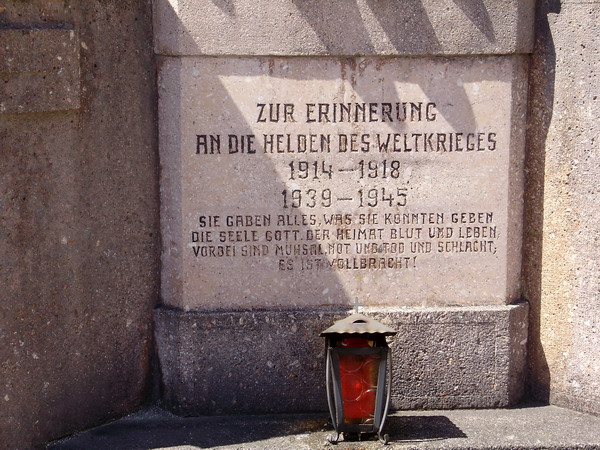 ZUR ERINNERUNG
AN DIE HELDEN DES WELTKRIEGES
1914–1918
1939–1945
SIE GABEN ALLES, WAS SIE KONNTEN GEBEN
DIE SEELE GOTT, DER HEIMAT BLUT UND LEBEN.
VORBEI SIND MÜHSAL, NOT UND TOD UND SCHLACHT,
ES IST VOLLBRACHT!